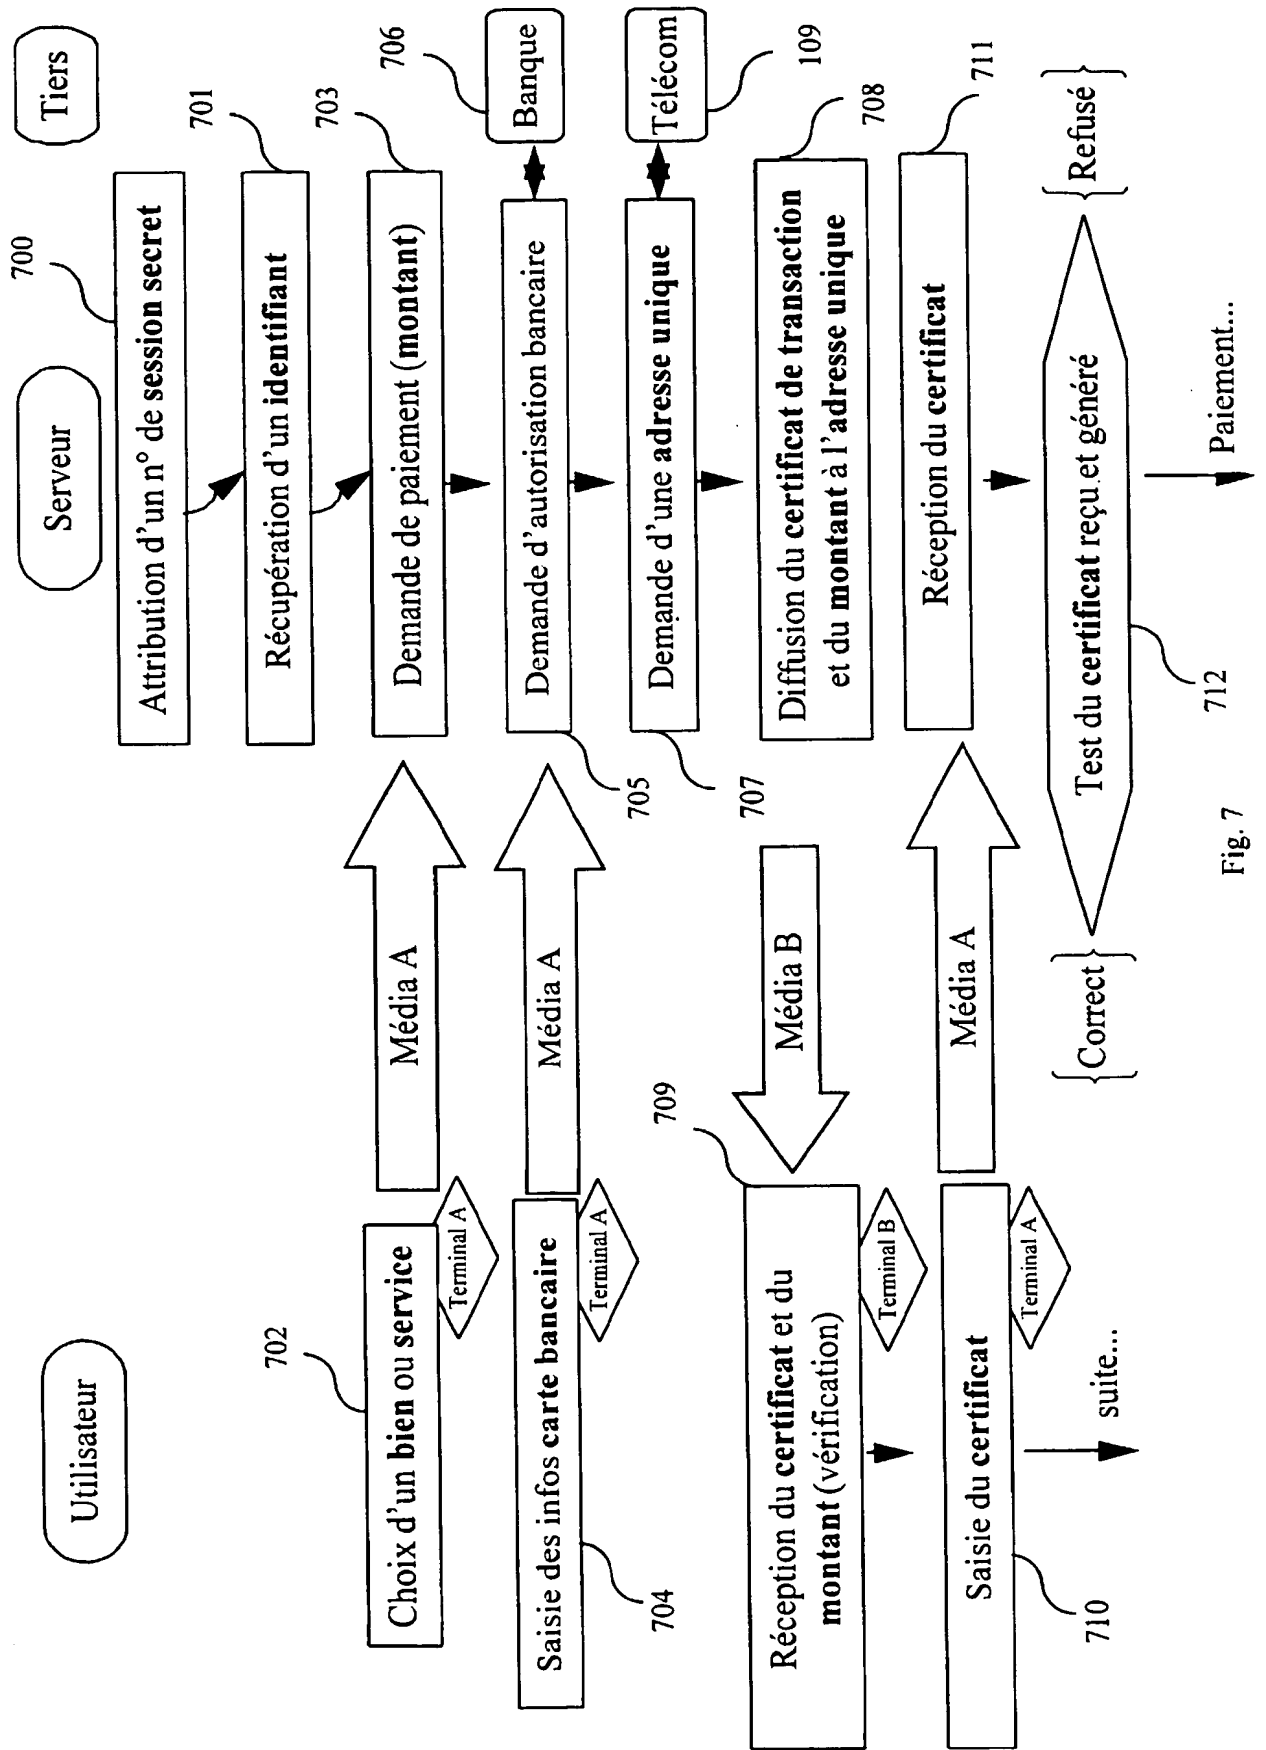 Utilisateur
Serveur
Tiers
700
Attribution d'un n° de session secret
701
Récupération d'un identifiant
702
Choix d'un bien ou service
Terminal A
Média A
703
Demande de paiement (montant)
704
Saisie des infos carte bancaire
Terminal A
Média A
705
Demande d'autorisation bancaire
706
Banque
707
Demande d'une adresse unique
Télécom
109
708
Diffusion du certificat de transaction
et du montant à l'adresse unique
Média B
709
Réception du certificat et du
montant (vérification)
Terminal B
710
Saisie du certificat
Terminal A
Média A
711
Réception du certificat
712
Test du certificat reçu et généré
{Correct}
{Refusé}
suite...
Paiement...
Fig. 7